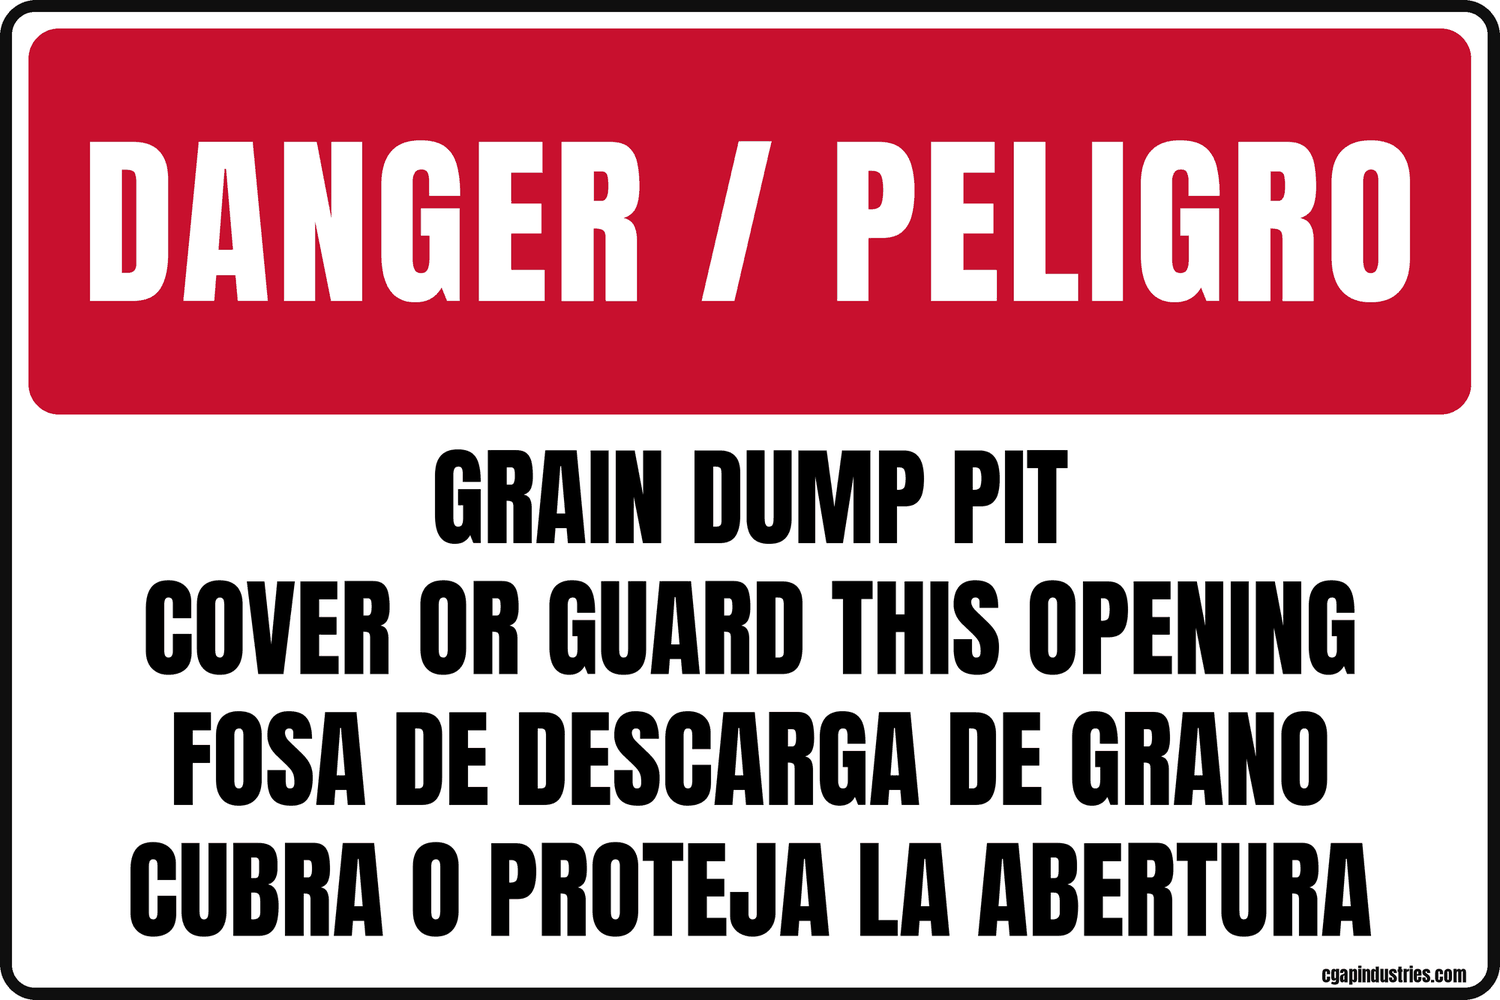 DANGER / PELIGRO
GRAIN DUMP PIT
COVER OR GUARD THIS OPENING
FOSA DE DESCARGA DE GRANO
CUBRA O PROTEJA LA ABERTURA
cgapindustries.com